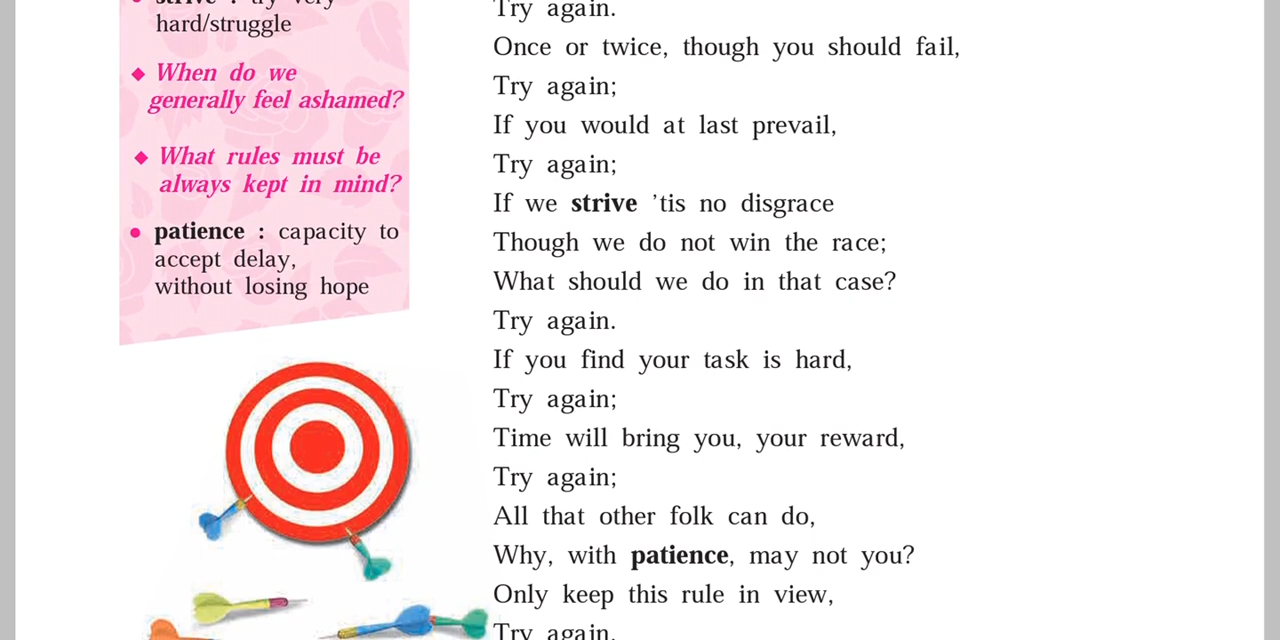 strive : try very
hard/struggle
When do we
generally feel ashamed?
What rules must be
always kept in mind?
patience : capacity to
accept delay,
without losing hope
Try again.
Once or twice, though you should fail,
Try again;
If you would at last prevail,
Try again;
If we strive ’tis no disgrace
Though we do not win the race;
What should we do in that case?
Try again.
If you find your task is hard,
Try again;
Time will bring you, your reward,
Try again;
All that other folk can do,
Why, with patience, may not you?
Only keep this rule in view,
Try again.